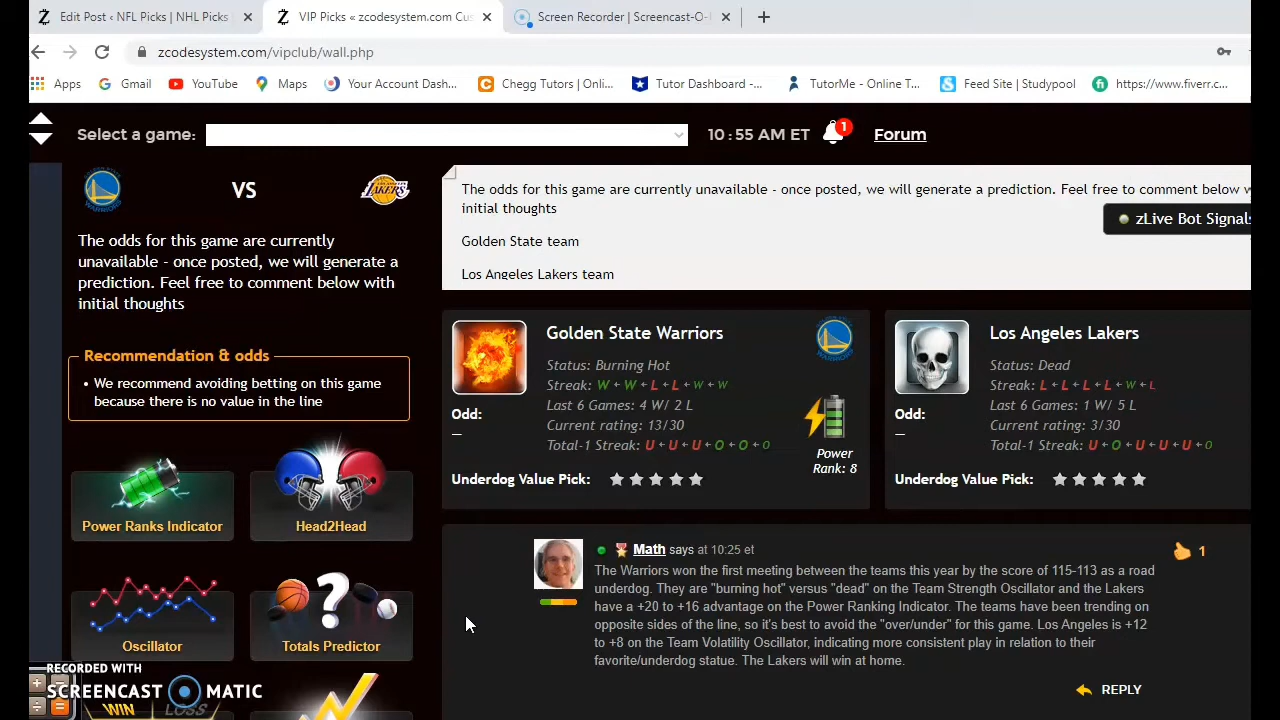 Edit Post ‹ NFL Picks | NHL Picks
VIP Picks « zcodesystem.com Cus
Screen Recorder | Screencast-O-
zcodesystem.com/vipclub/wall.php
Apps
Gmail
YouTube
Maps
Your Account Dash...
Chegg Tutors | Onli...
Tutor Dashboard -...
TutorMe - Online T...
Feed Site | Studypool
https://www.fiverr.c...
Select a game:
10:55 AM ET
1
Forum
VS
LAKERS
The odds for this game are currently
unavailable - once posted, we will generate a
prediction. Feel free to comment below with
initial thoughts
Recommendation & odds
• We recommend avoiding betting on this game
because there is no value in the line
Power Ranks Indicator
Head2Head
Oscillator
Totals Predictor
RECORDED WITH
SCREENCAST MATIC
WIN LOSS
The odds for this game are currently unavailable - once posted, we will generate a prediction. Feel free to comment below w
initial thoughts
zLive Bot Signals
Golden State team
Los Angeles Lakers team
Golden State Warriors
Status: Burning Hot
Streak: W - W - L - L - W - W
Odd:
Last 6 Games: 4 W/ 2 L
—
Current rating: 13/30
Total-1 Streak: U - U - U - O - O - O
Power
Rank: 8
Underdog Value Pick:
Los Angeles Lakers
Status: Dead
Streak: L - L - L - L - W - L
Odd:
Last 6 Games: 1 W/ 5 L
—
Current rating: 3/30
Total-1 Streak: U - O - U - U - U - O
Underdog Value Pick:
Math says at 10:25 et
1
The Warriors won the first meeting between the teams this year by the score of 115-113 as a road
underdog. They are "burning hot" versus "dead" on the Team Strength Oscillator and the Lakers
have a +20 to +16 advantage on the Power Ranking Indicator. The teams have been trending on
opposite sides of the line, so it's best to avoid the "over/under" for this game. Los Angeles is +12
to +8 on the Team Volatility Oscillator, indicating more consistent play in relation to their
favorite/underdog statue. The Lakers will win at home.
REPLY